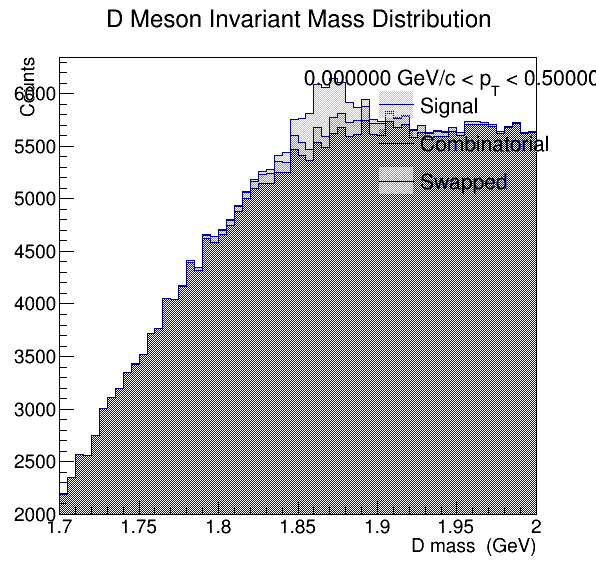 D Meson Invariant Mass Distribution
Counts
0.000000 GeV/c < pT < 0.50000
Signal
Combinatorial
Swapped
6000
5500
5000
4500
4000
3500
3000
2500
2000
1.7 1.75 1.8 1.85 1.9 1.95 2
D mass (GeV)